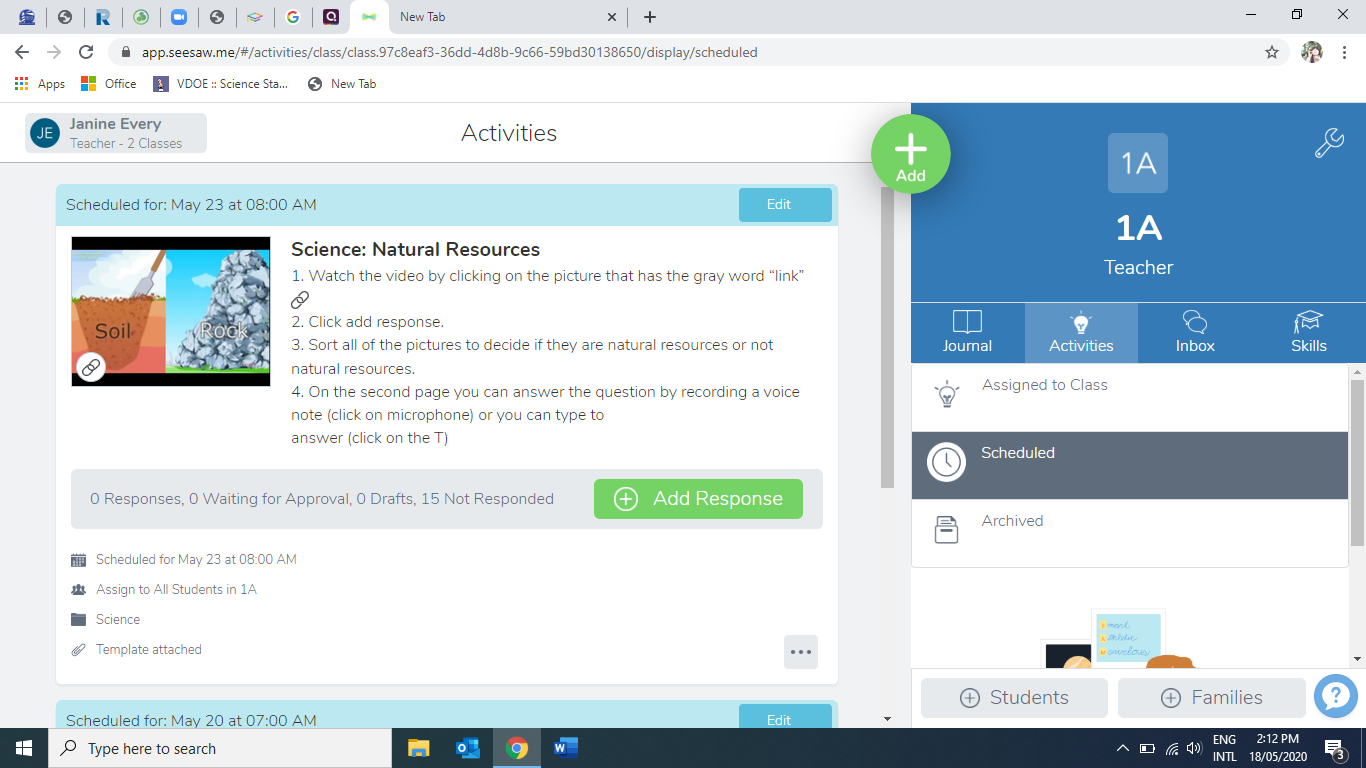 New Tab
app.seesaw.me/#/activities/class/class.97c8eaf3-36dd-4d8b-9c66-59bd30138650/display/scheduled
Apps
Office
VDOE :: Science Sta...
New Tab
JE
Janine Every
Teacher - 2 Classes
Activities
Add
Scheduled for: May 23 at 08:00 AM
Edit
Soil
Rock
Science: Natural Resources
1. Watch the video by clicking on the picture that has the gray word “link”
2. Click add response.
3. Sort all of the pictures to decide if they are natural resources or not
natural resources.
4. On the second page you can answer the question by recording a voice
note (click on microphone) or you can type to
answer (click on the T)
0 Responses, 0 Waiting for Approval, 0 Drafts, 15 Not Responded
Add Response
Scheduled for May 23 at 08:00 AM
Assign to All Students in 1A
Science
Template attached
Scheduled for: May 20 at 07:00 AM
Edit
1A
1A
Teacher
Journal
Activities
Inbox
Skills
Assigned to Class
Scheduled
Archived
Students
Families
Type here to search
ENG
INTL
2:12 PM
18/05/2020
3